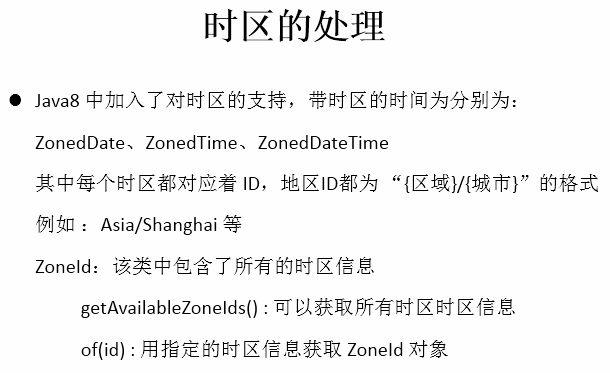 时区的处理
● Java8 中加入了对时区的支持，带时区的时间为分别为：
ZonedDate、ZonedTime、ZonedDateTime
其中每个时区都对应着 ID，地区ID都为 “{区域}/{城市}”的格式
例如 ：Asia/Shanghai 等
ZoneId：该类中包含了所有的时区信息
getAvailableZoneIds() : 可以获取所有时区时区信息
of(id) : 用指定的时区信息获取 ZoneId 对象